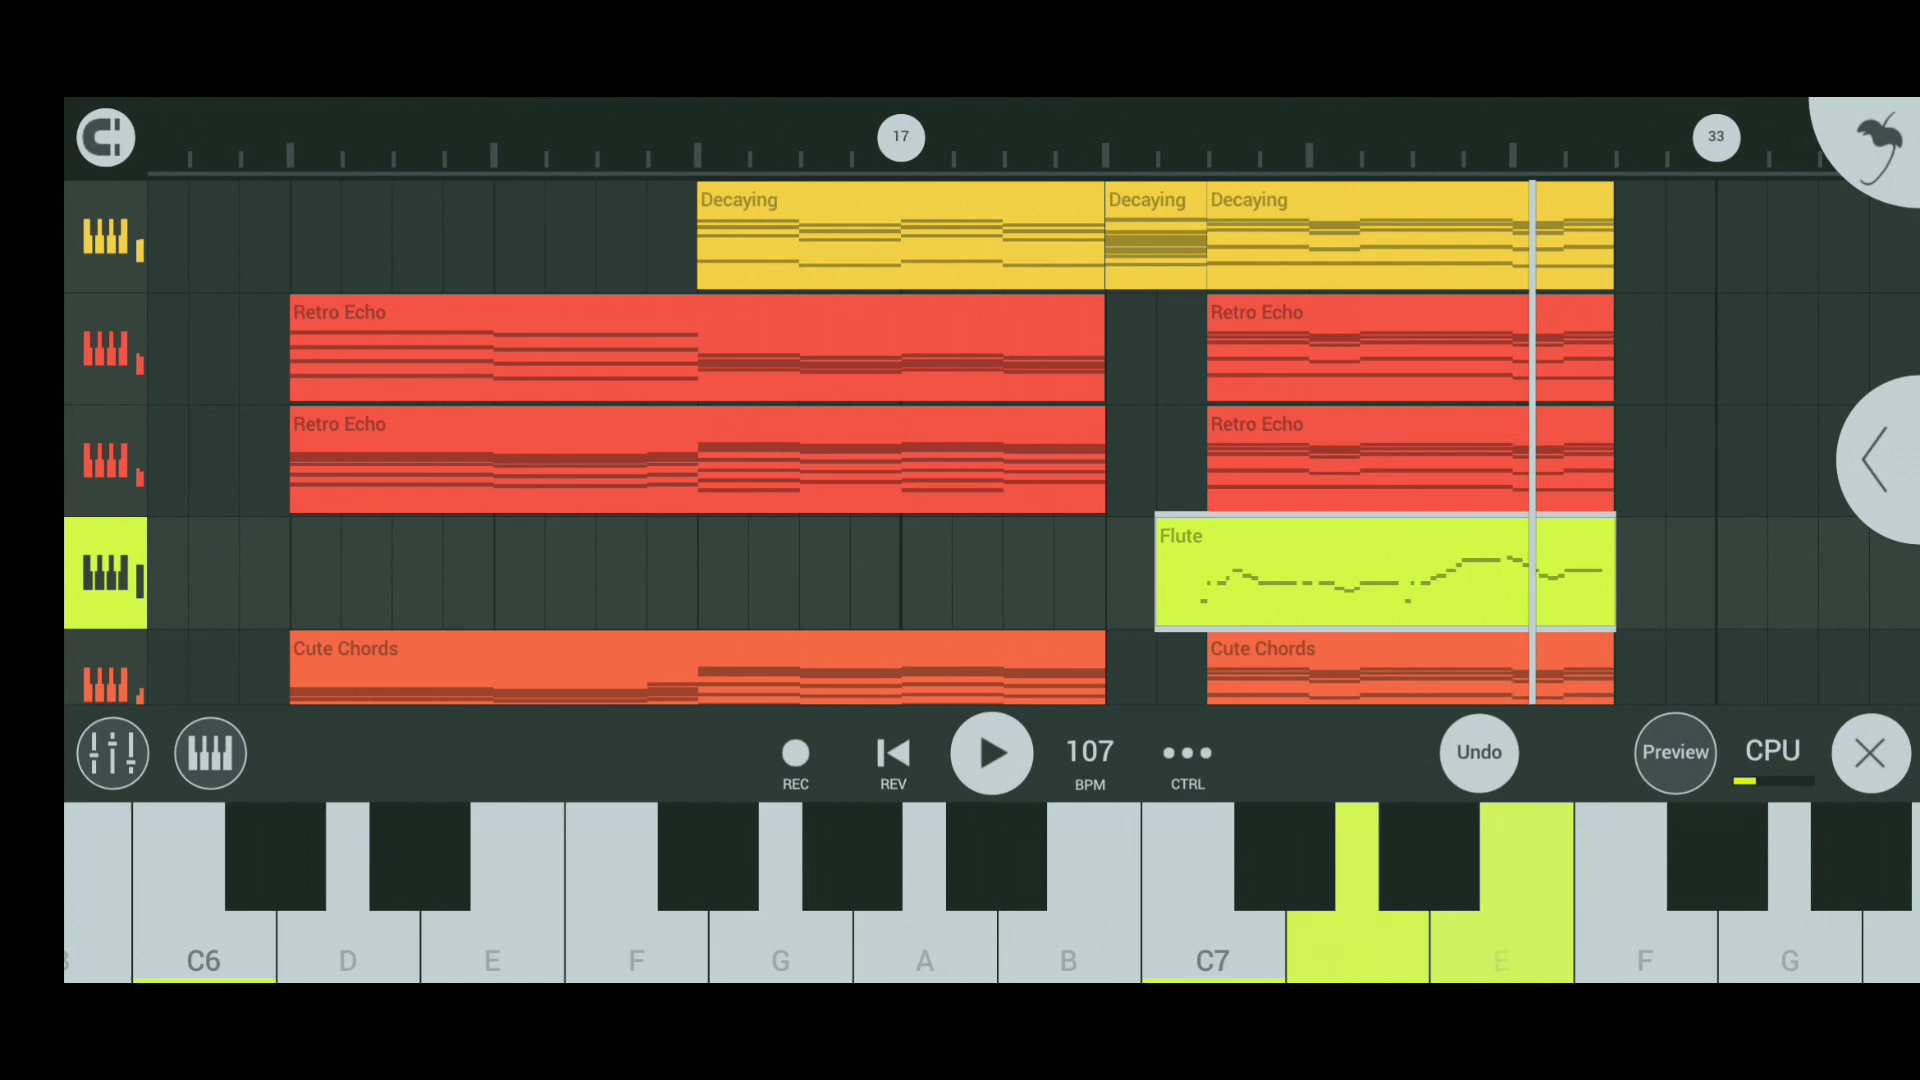 17
33
Decaying
Decaying
Decaying
Retro Echo
Retro Echo
Retro Echo
Retro Echo
Flute
Cute Chords
Cute Chords
107
Undo
Preview
CPU
REC
REV
BPM
CTRL
C6
D
E
F
G
A
B
C7
E
F
G